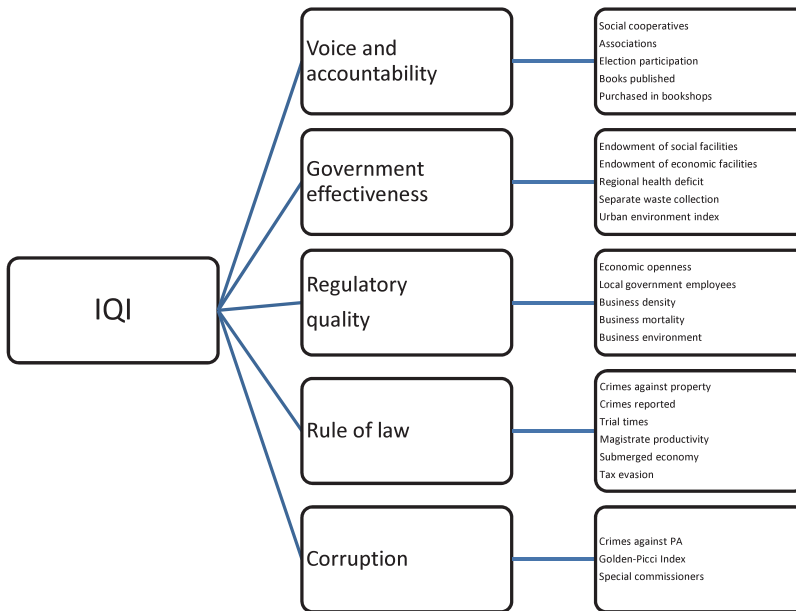 IQI
Voice and
accountability
Social cooperatives
Associations
Election participation
Books published
Purchased in bookshops
Government
effectiveness
Endowment of social facilities
Endowment of economic facilities
Regional health deficit
Separate waste collection
Urban environment index
Regulatory
quality
Economic openness
Local government employees
Business density
Business mortality
Business environment
Rule of law
Crimes against property
Crimes reported
Trial times
Magistrate productivity
Submerged economy
Tax evasion
Corruption
Crimes against PA
Golden-Picci Index
Special commissioners